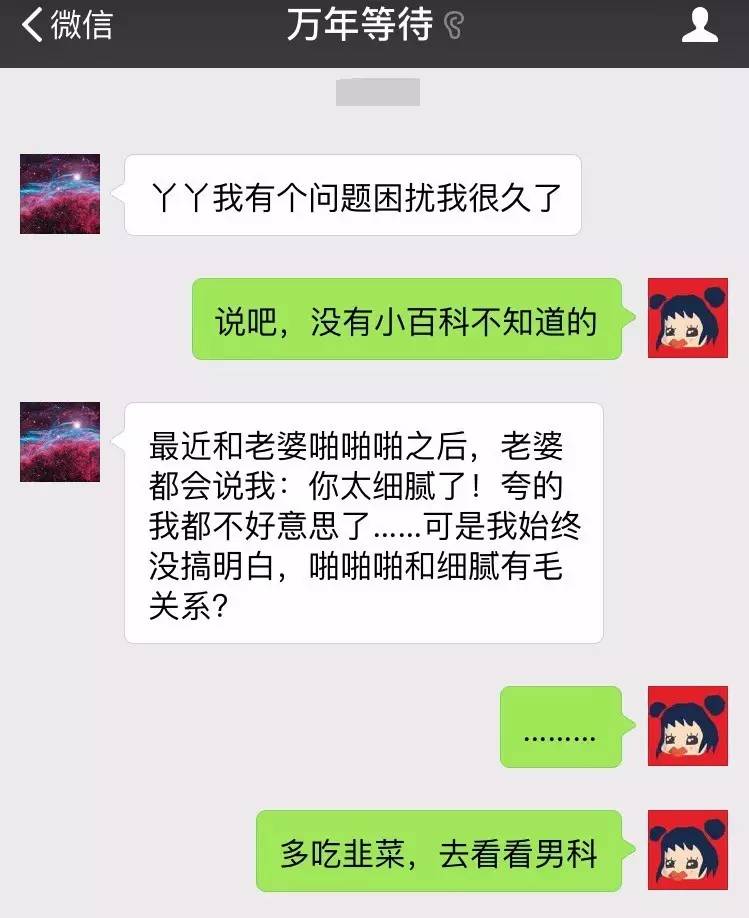 微信
万年等待
丫丫我有个问题困扰我很久了
说吧，没有小百科不知道的
最近和老婆啪啪啪之后，老婆
都会说我：你太细腻了！夸的
我都不好意思了……可是我始终
没搞明白，啪啪啪和细腻有毛
关系？
………
多吃韭菜，去看看男科